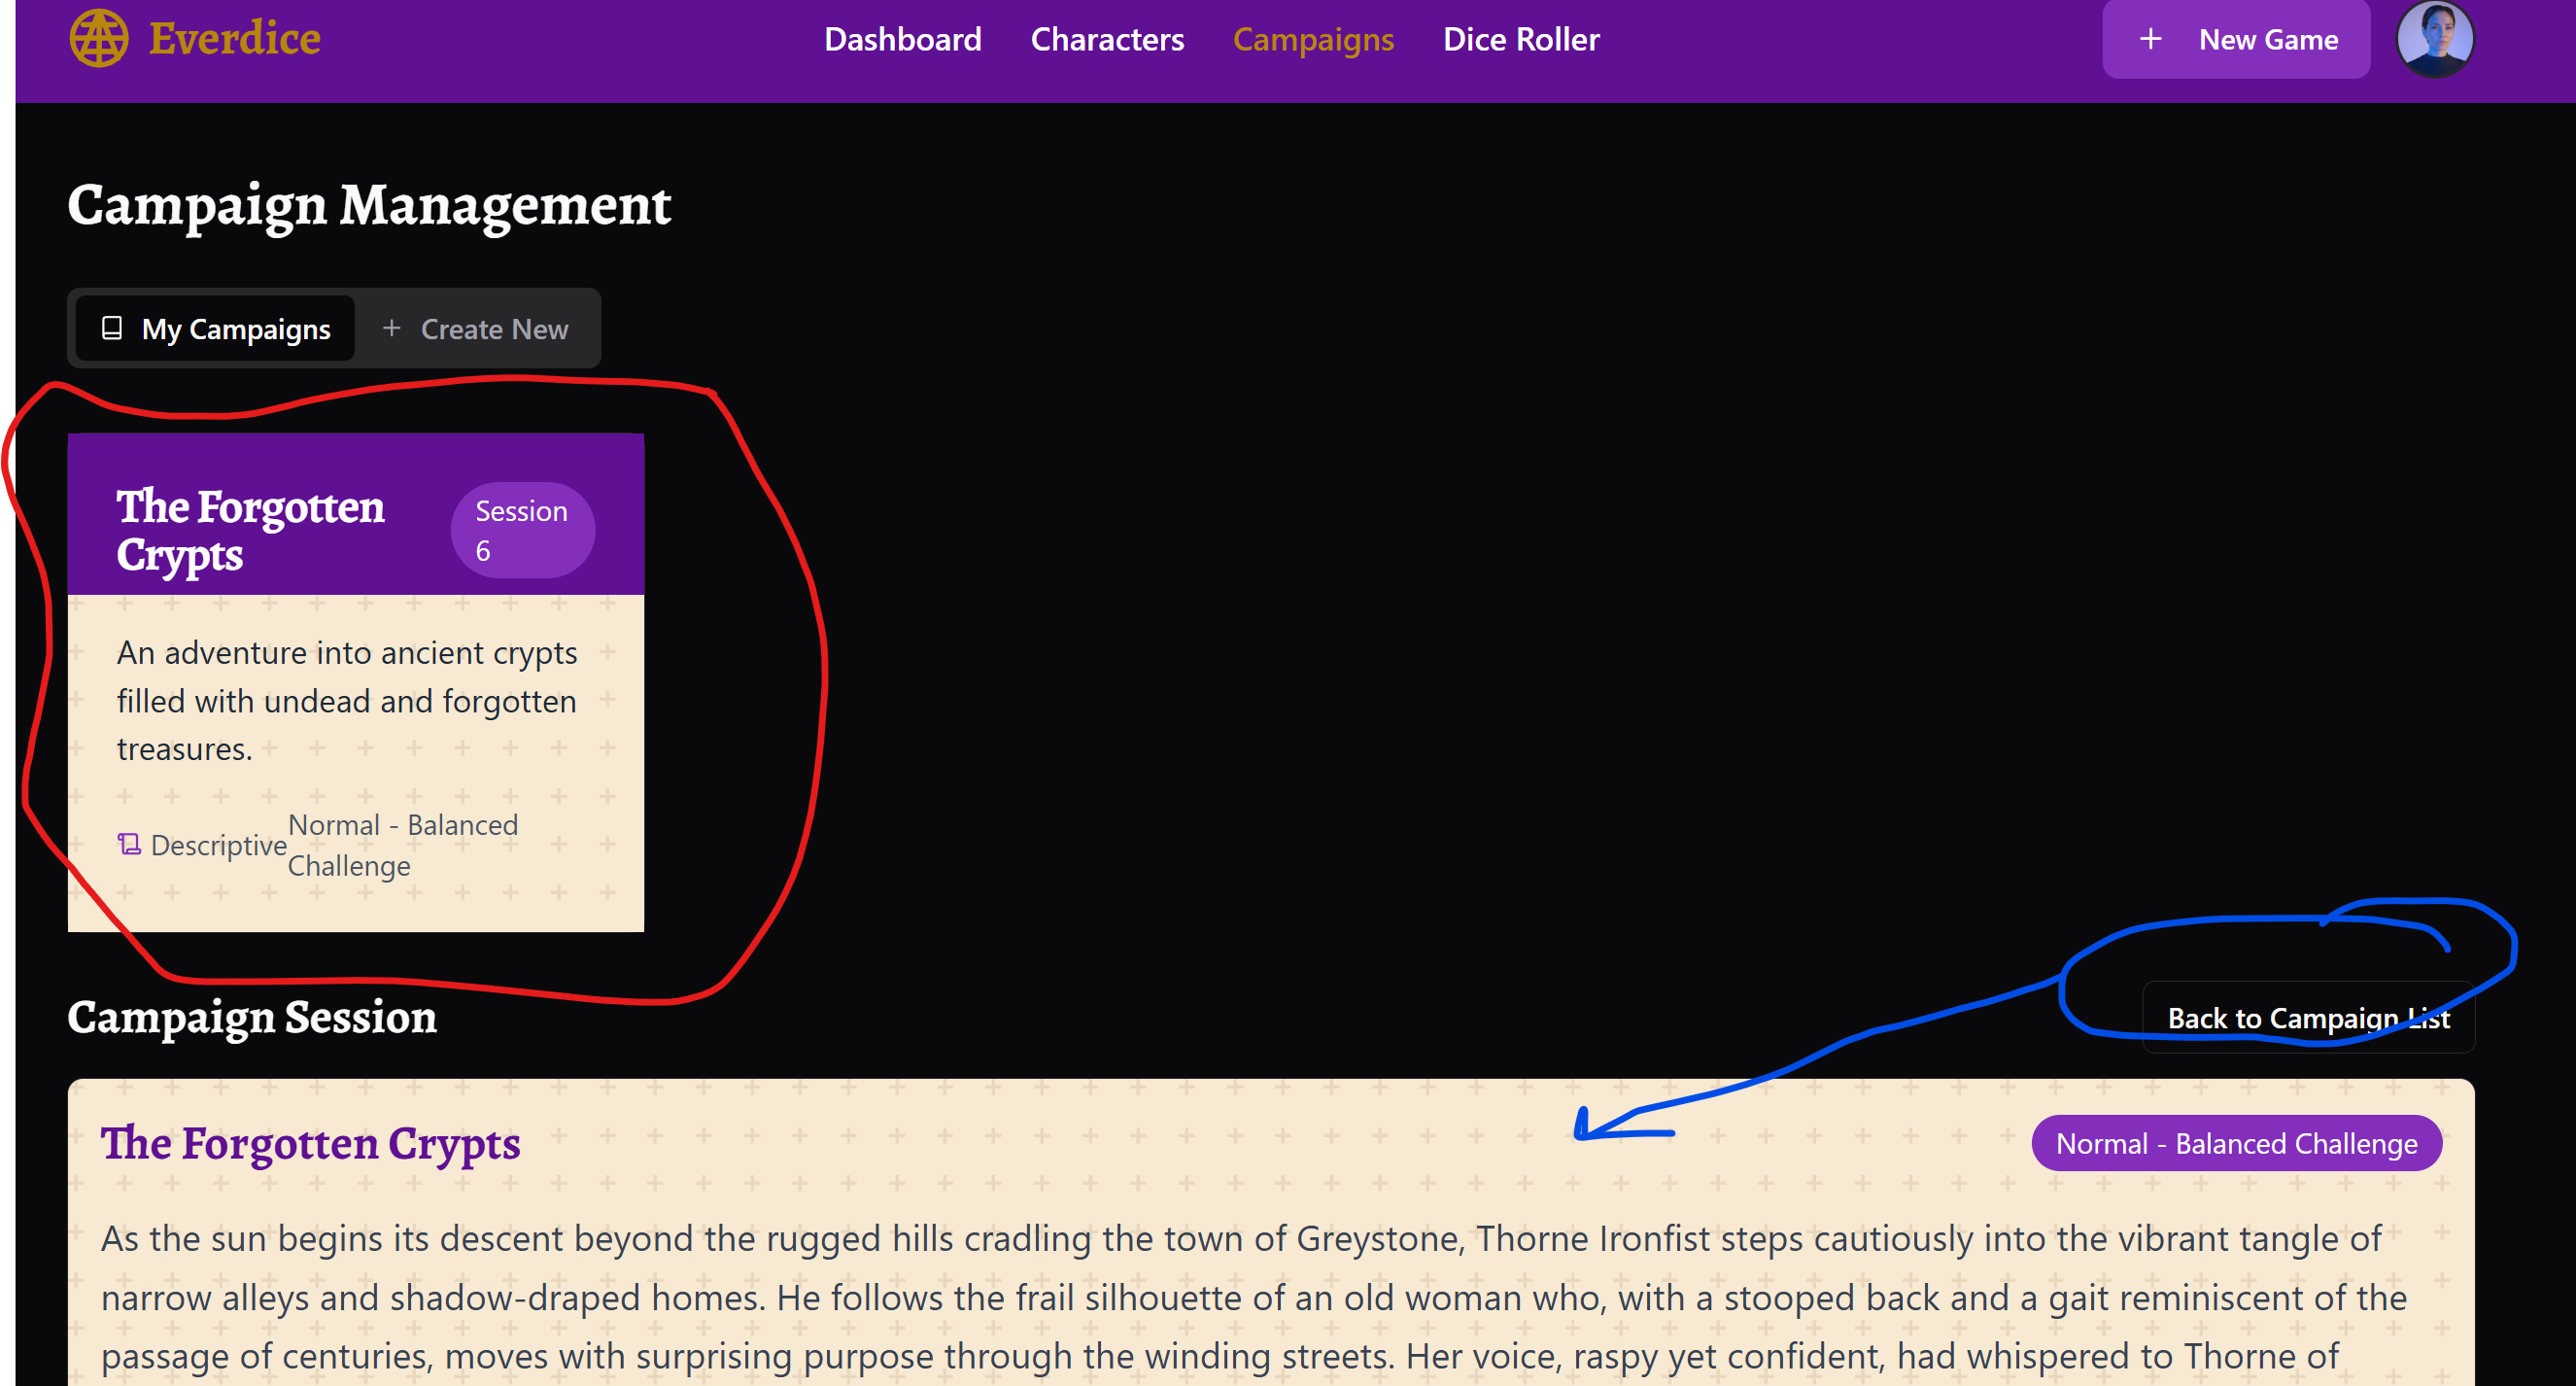 Everdice
Dashboard Characters Campaigns Dice Roller
+ New Game
Campaign Management
My Campaigns
+ Create New
The Forgotten
Crypts
Session
6
An adventure into ancient crypts
filled with undead and forgotten
treasures.
Descriptive
Normal - Balanced
Challenge
Campaign Session
Back to Campaign List
The Forgotten Crypts
Normal - Balanced Challenge
As the sun begins its descent beyond the rugged hills cradling the town of Greystone, Thorne Ironfist steps cautiously into the vibrant tangle of
narrow alleys and shadow-draped homes. He follows the frail silhouette of an old woman who, with a stooped back and a gait reminiscent of the
passage of centuries, moves with surprising purpose through the winding streets. Her voice, raspy yet confident, had whispered to Thorne of